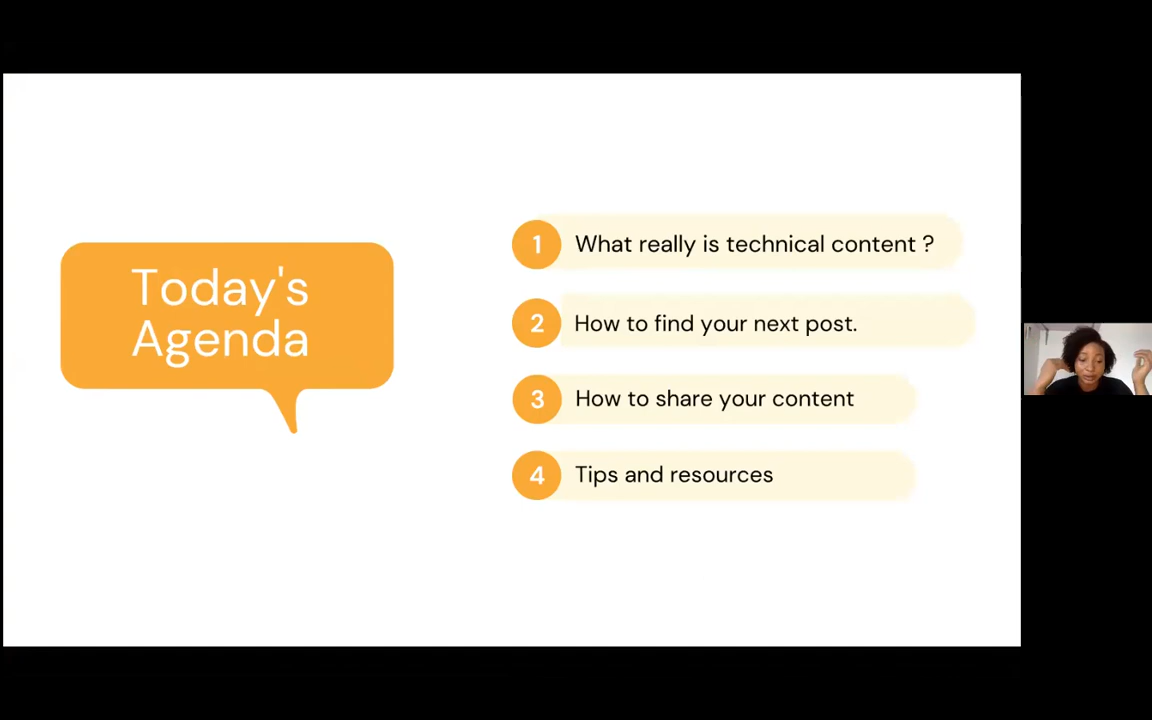 Today's
Agenda
1 What really is technical content ?
2 How to find your next post.
3 How to share your content
4 Tips and resources